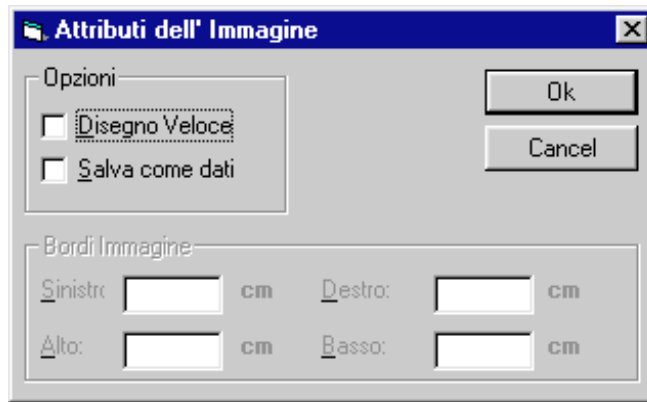 Attributi dell' Immagine
Opzioni
Disegno Veloce
Salva come dati
Ok
Cancel
Bordi Immagine
Sinistro cm Destro: cm
Alto: cm Basso: cm